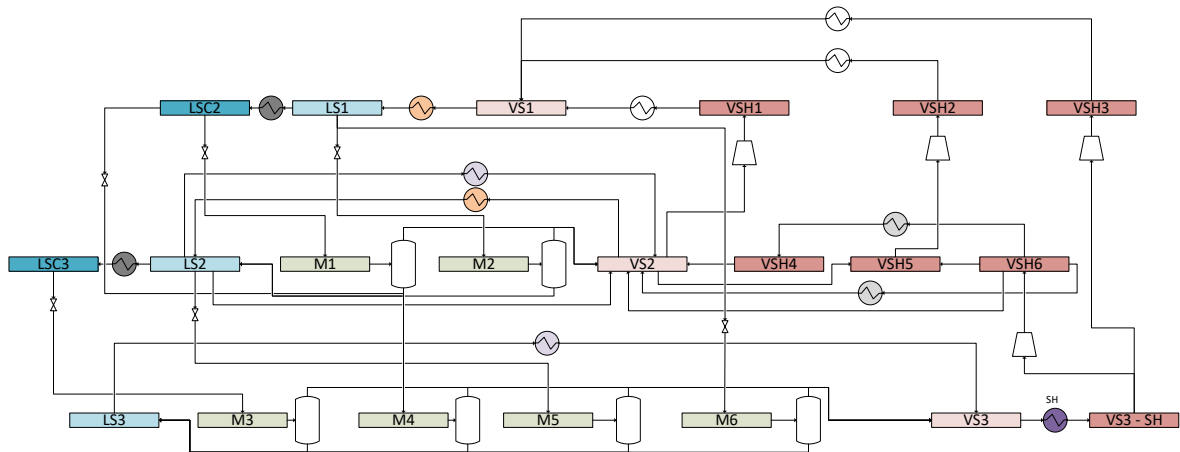 LSC2
LS1
VS1
VSH1
VSH2
VSH3
LSC3
LS2
M1
M2
VS2
VSH4
VSH5
VSH6
SH
LS3
M3
M4
M5
M6
VS3
VS3 - SH